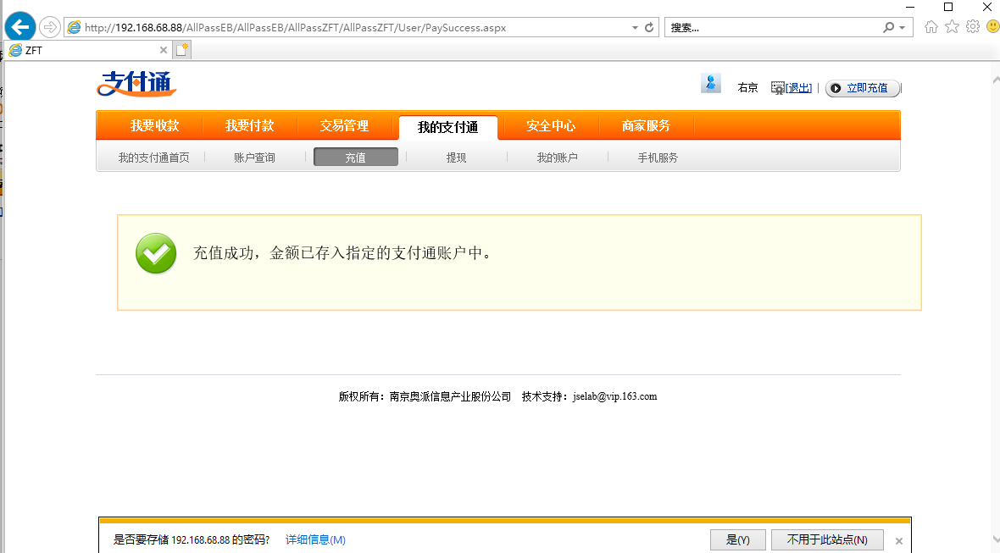 http://192.168.68.88/AllPassEB/AllPassEB/AllPassZFT/AllPassZFT/User/PaySuccess.aspx
搜索...
ZFT
支付通
右京 [退出] | 立即充值 |
我要收款 我要付款 交易管理 我的支付通 安全中心 商家服务
我的支付通首页 账户查询 充值 提现 我的账户 手机服务
充值成功，金额已存入指定的支付通账户中。
版权所有：南京奥派信息产业股份公司 技术支持：jselab@vip.163.com
是否要存储 192.168.68.88 的密码? 详细信息(M) 是(Y) 不用于此站点(N)